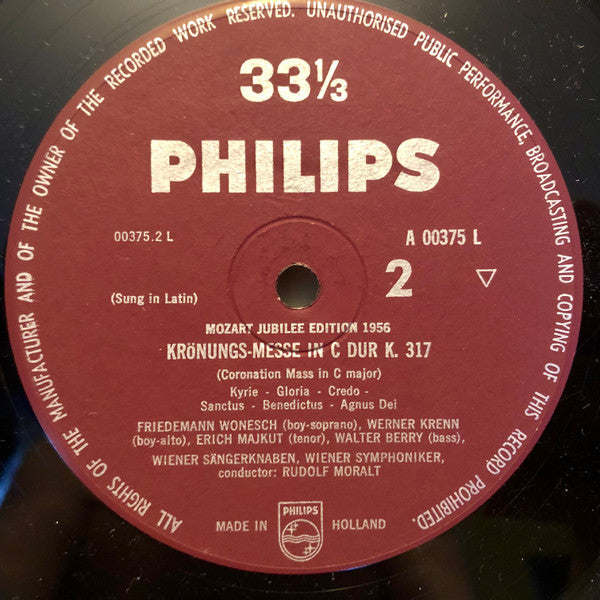 ALL RIGHTS OF THE MANUFACTURER AND OF THE OWNER OF THE RECORDED WORK RESERVED. UNAUTHORISED PUBLIC PERFORMANCE, BROADCASTING AND COPYING OF THIS RECORD PROHIBITED.
33⅓
PHILIPS
00375.2 L
A 00375 L
2 ▽
(Sung in Latin)
MOZART JUBILEE EDITION 1956
KRÖNUNGS-MESSE IN C DUR K. 317
(Coronation Mass in C major)
Kyrie - Gloria - Credo -
Sanctus - Benedictus - Agnus Dei
FRIEDEMANN WONESCH (boy-soprano), WERNER KRENN
(boy-alto), ERICH MAJKUT (tenor), WALTER BERRY (bass),
WIENER SÄNGERKNABEN, WIENER SYMPHONIKER,
conductor: RUDOLF MORALT
MADE IN HOLLAND
PHILIPS